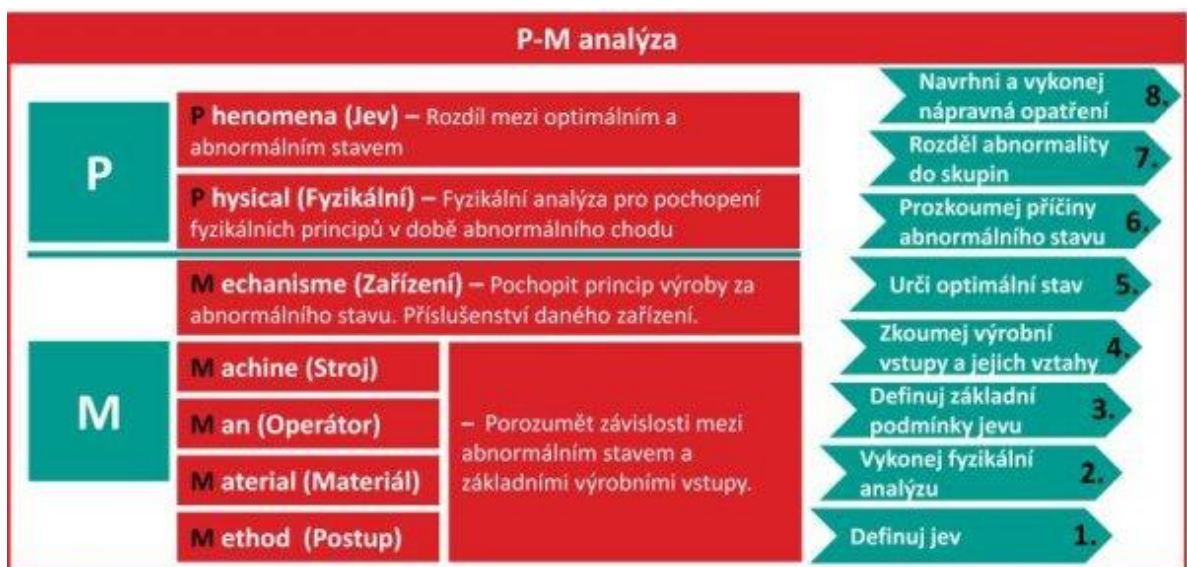 P-M analýza
P
Phenomena (Jev) – Rozdíl mezi optimálním a
abnormálním stavem
Physical (Fyzikální) – Fyzikální analýza pro pochopení
fyzikálních principů v době abnormálního chodu
M
Mechanisme (Zařízení) – Pochopit princip výroby za
abnormálního stavu. Příslušenství daného zařízení.
Machine (Stroj)
Man (Operátor)
Material (Materiál)
Method (Postup)
– Porozumět závislosti mezi
abnormálním stavem a
základními výrobními vstupy.
Navrhni a vykonej
nápravná opatření 8.
Rozděl abnormality
do skupin 7.
Prozkoumej příčiny
abnormálního stavu 6.
Urči optimální stav 5.
Zkoumej výrobní
vstupy a jejich vztahy 4.
Definuj základní
podmínky jevu 3.
Vykonej fyzikální
analýzu 2.
Definuj jev 1.